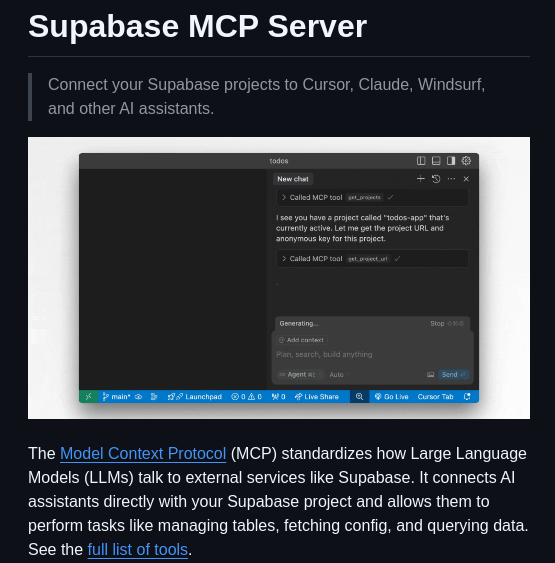 Supabase MCP Server
Connect your Supabase projects to Cursor, Claude, Windsurf,
and other AI assistants.
todos
New chat
Called MCP tool get_projects
I see you have a project called "todos-app" that's
currently active. Let me get the project URL and
anonymous key for this project.
Called MCP tool get_project_url
Generating...
Stop
Add context
Plan, search, build anything
Agent
Auto
Send
main*
Launchpad
0
0
0
Live Share
Go Live
Cursor Tab
The Model Context Protocol (MCP) standardizes how Large Language
Models (LLMs) talk to external services like Supabase. It connects AI
assistants directly with your Supabase project and allows them to
perform tasks like managing tables, fetching config, and querying data.
See the full list of tools.